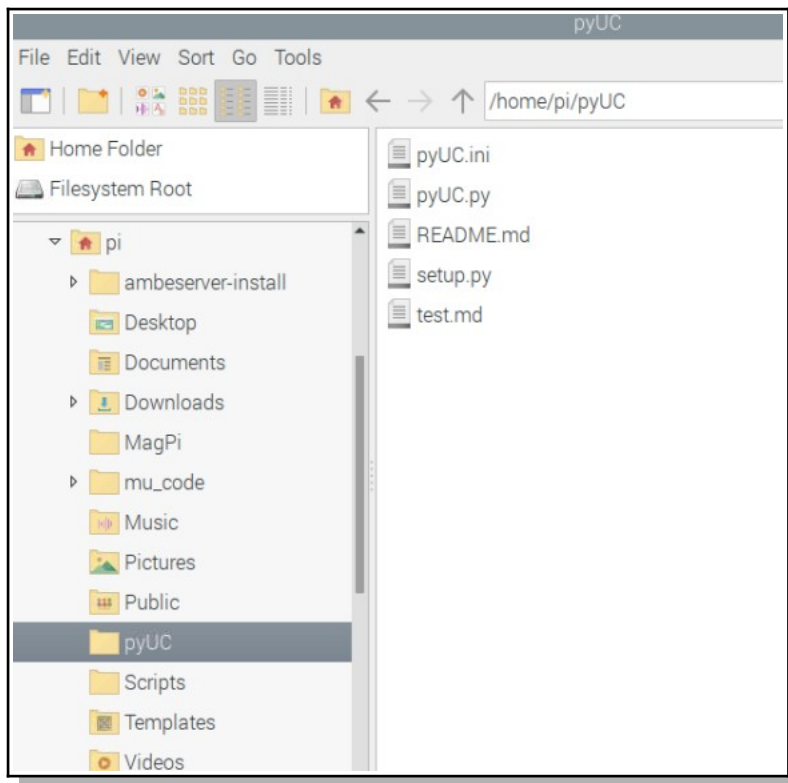 pyUC
File Edit View Sort Go Tools
/home/pi/pyUC
Home Folder
Filesystem Root
pi
ambeserver-install
Desktop
Documents
Downloads
MagPi
mu_code
Music
Pictures
Public
pyUC
Scripts
Templates
Videos
pyUC.ini
pyUC.py
README.md
setup.py
test.md